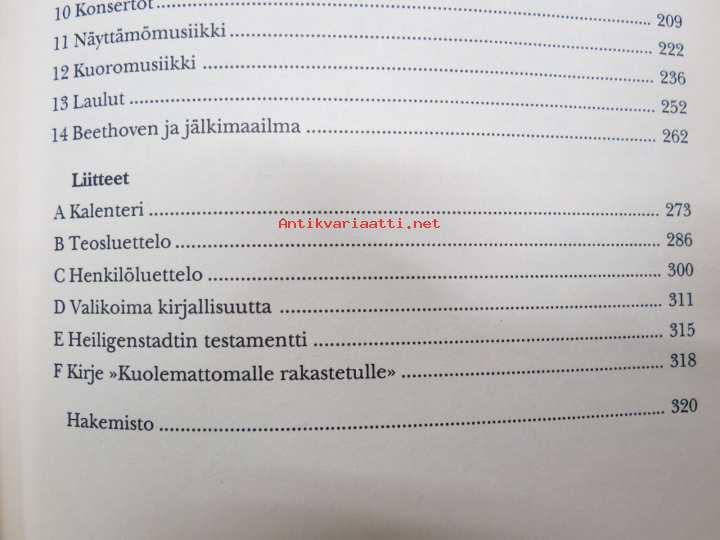 10 Konsertot ........ 209
11 Näyttämömusiikki ........ 222
12 Kuoromusiikki ........ 236
13 Laulut ........ 252
14 Beethoven ja jälkimaailma ........ 262
Liitteet
A Kalenteri ........ 273
Antikvariaatti.net
B Teosluettelo ........ 286
C Henkilöluettelo ........ 300
D Valikoima kirjallisuutta ........ 311
E Heiligenstadtin testamentti ........ 315
F Kirje »Kuolemattomalle rakastetulle» ........ 318
Hakemisto ........ 320